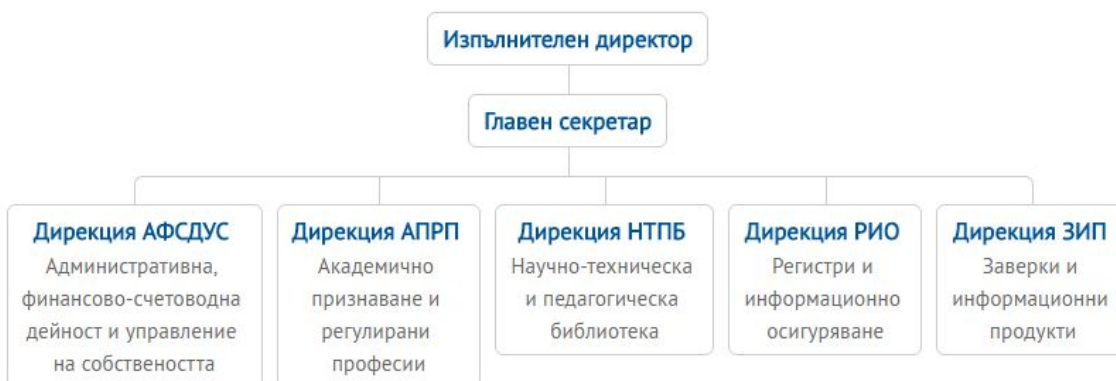 Изпълнителен директор
Главен секретар
Дирекция АФСДУС
Административна,
финансово-счетоводна
дейност и управление
на собствеността
Дирекция АПРП
Академично
признаване и
регулирани
професии
Дирекция НТПБ
Научно-техническа
и педагогическа
библиотека
Дирекция РИО
Регистри и
информационно
осигуряване
Дирекция ЗИП
Заверки и
информационни
продукти